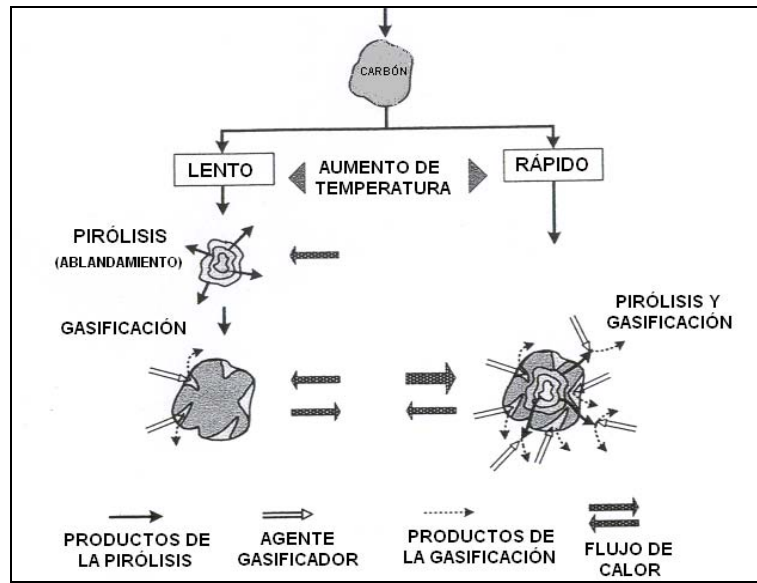 CARBÓN
LENTO
AUMENTO DE
TEMPERATURA
RÁPIDO
PIRÓLISIS
(ABLANDAMIENTO)
GASIFICACIÓN
PIRÓLISIS Y
GASIFICACIÓN
PRODUCTOS DE
LA PIRÓLISIS
AGENTE
GASIFICADOR
PRODUCTOS DE
LA GASIFICACIÓN
FLUJO DE
CALOR